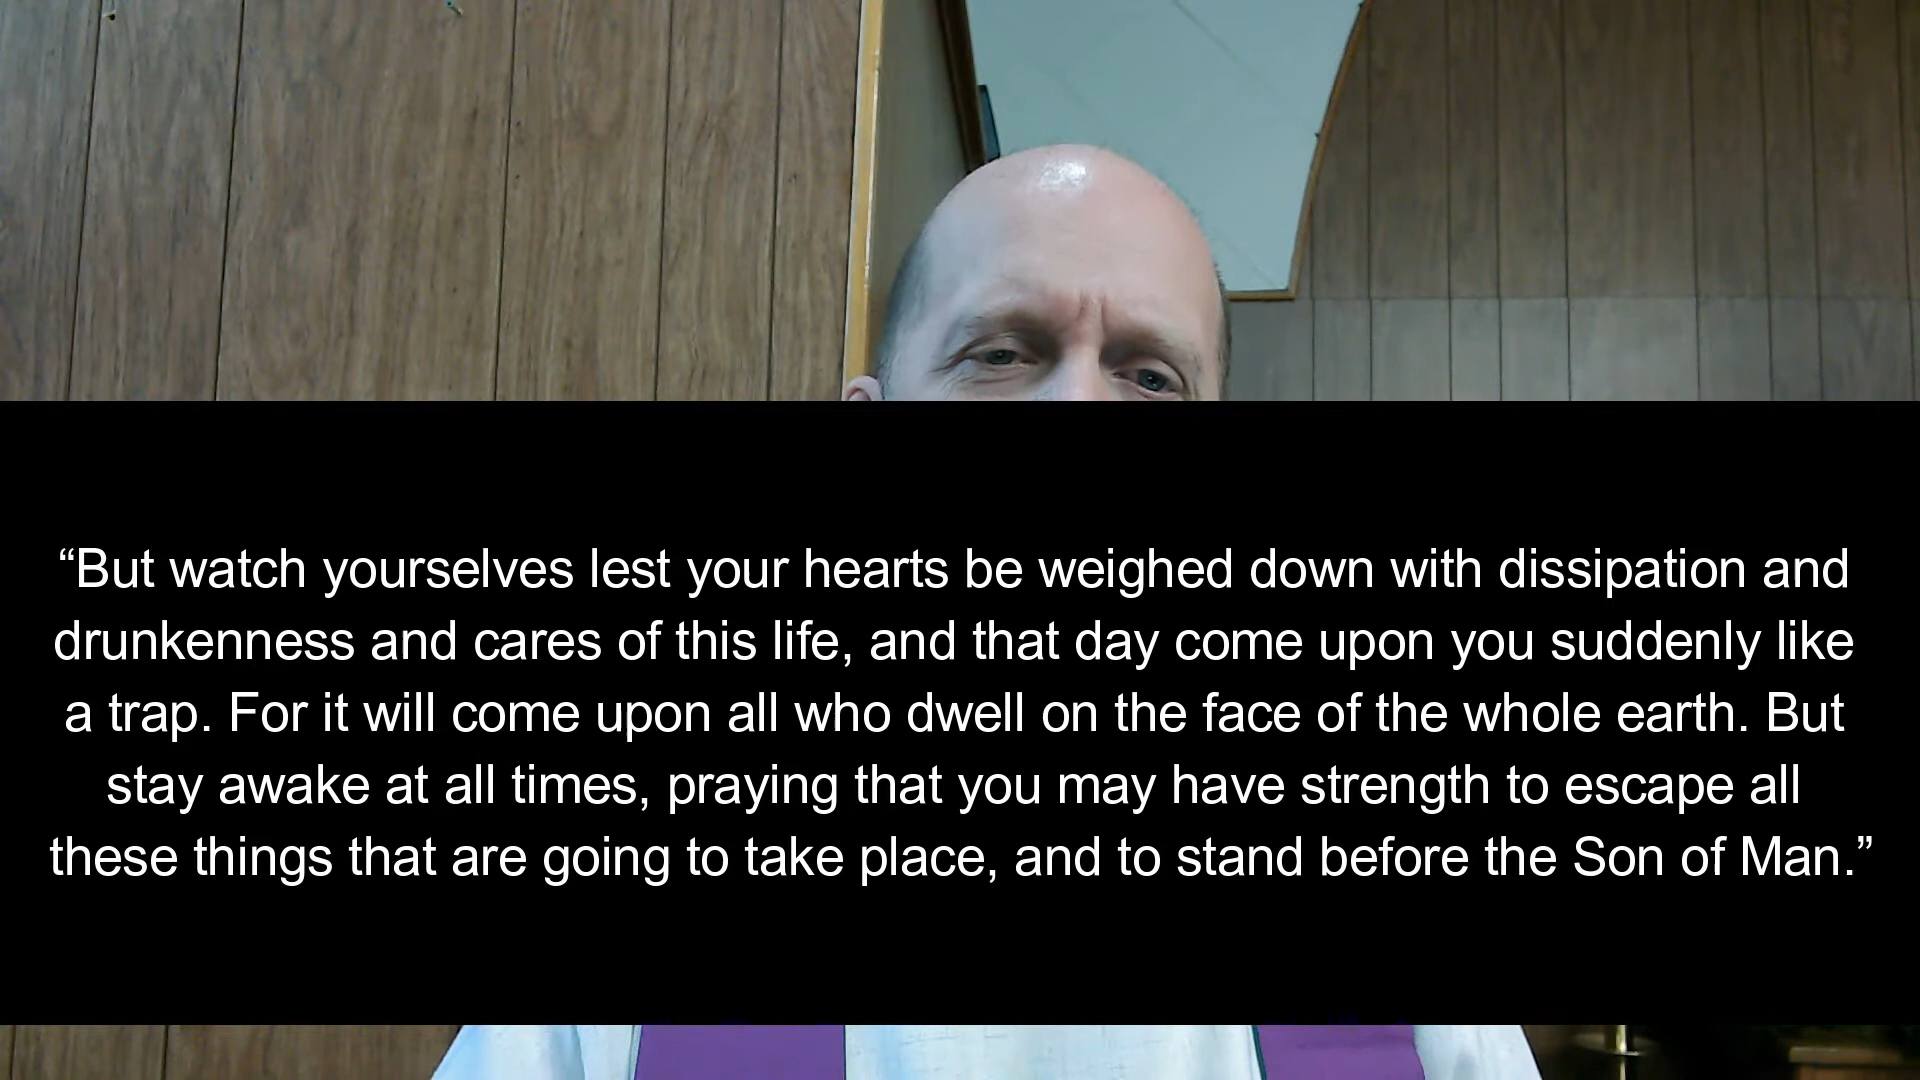 “But watch yourselves lest your hearts be weighed down with dissipation and
drunkenness and cares of this life, and that day come upon you suddenly like
a trap. For it will come upon all who dwell on the face of the whole earth. But
stay awake at all times, praying that you may have strength to escape all
these things that are going to take place, and to stand before the Son of Man.”